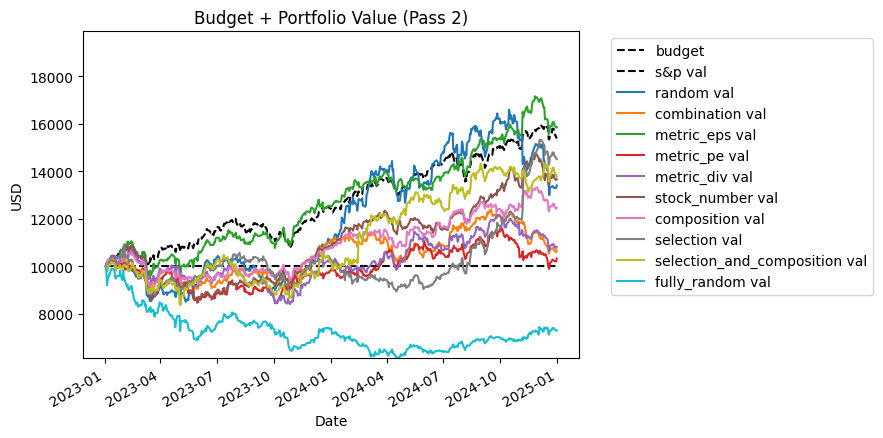 Budget + Portfolio Value (Pass 2)
USD
18000
16000
14000
12000
10000
8000
2023-01
2023-04
2023-07
2023-10
2024-01
2024-04
2024-07
2024-10
2025-01
Date
budget
s&p val
random val
combination val
metric_eps val
metric_pe val
metric_div val
stock_number val
composition val
selection val
selection_and_composition val
fully_random val